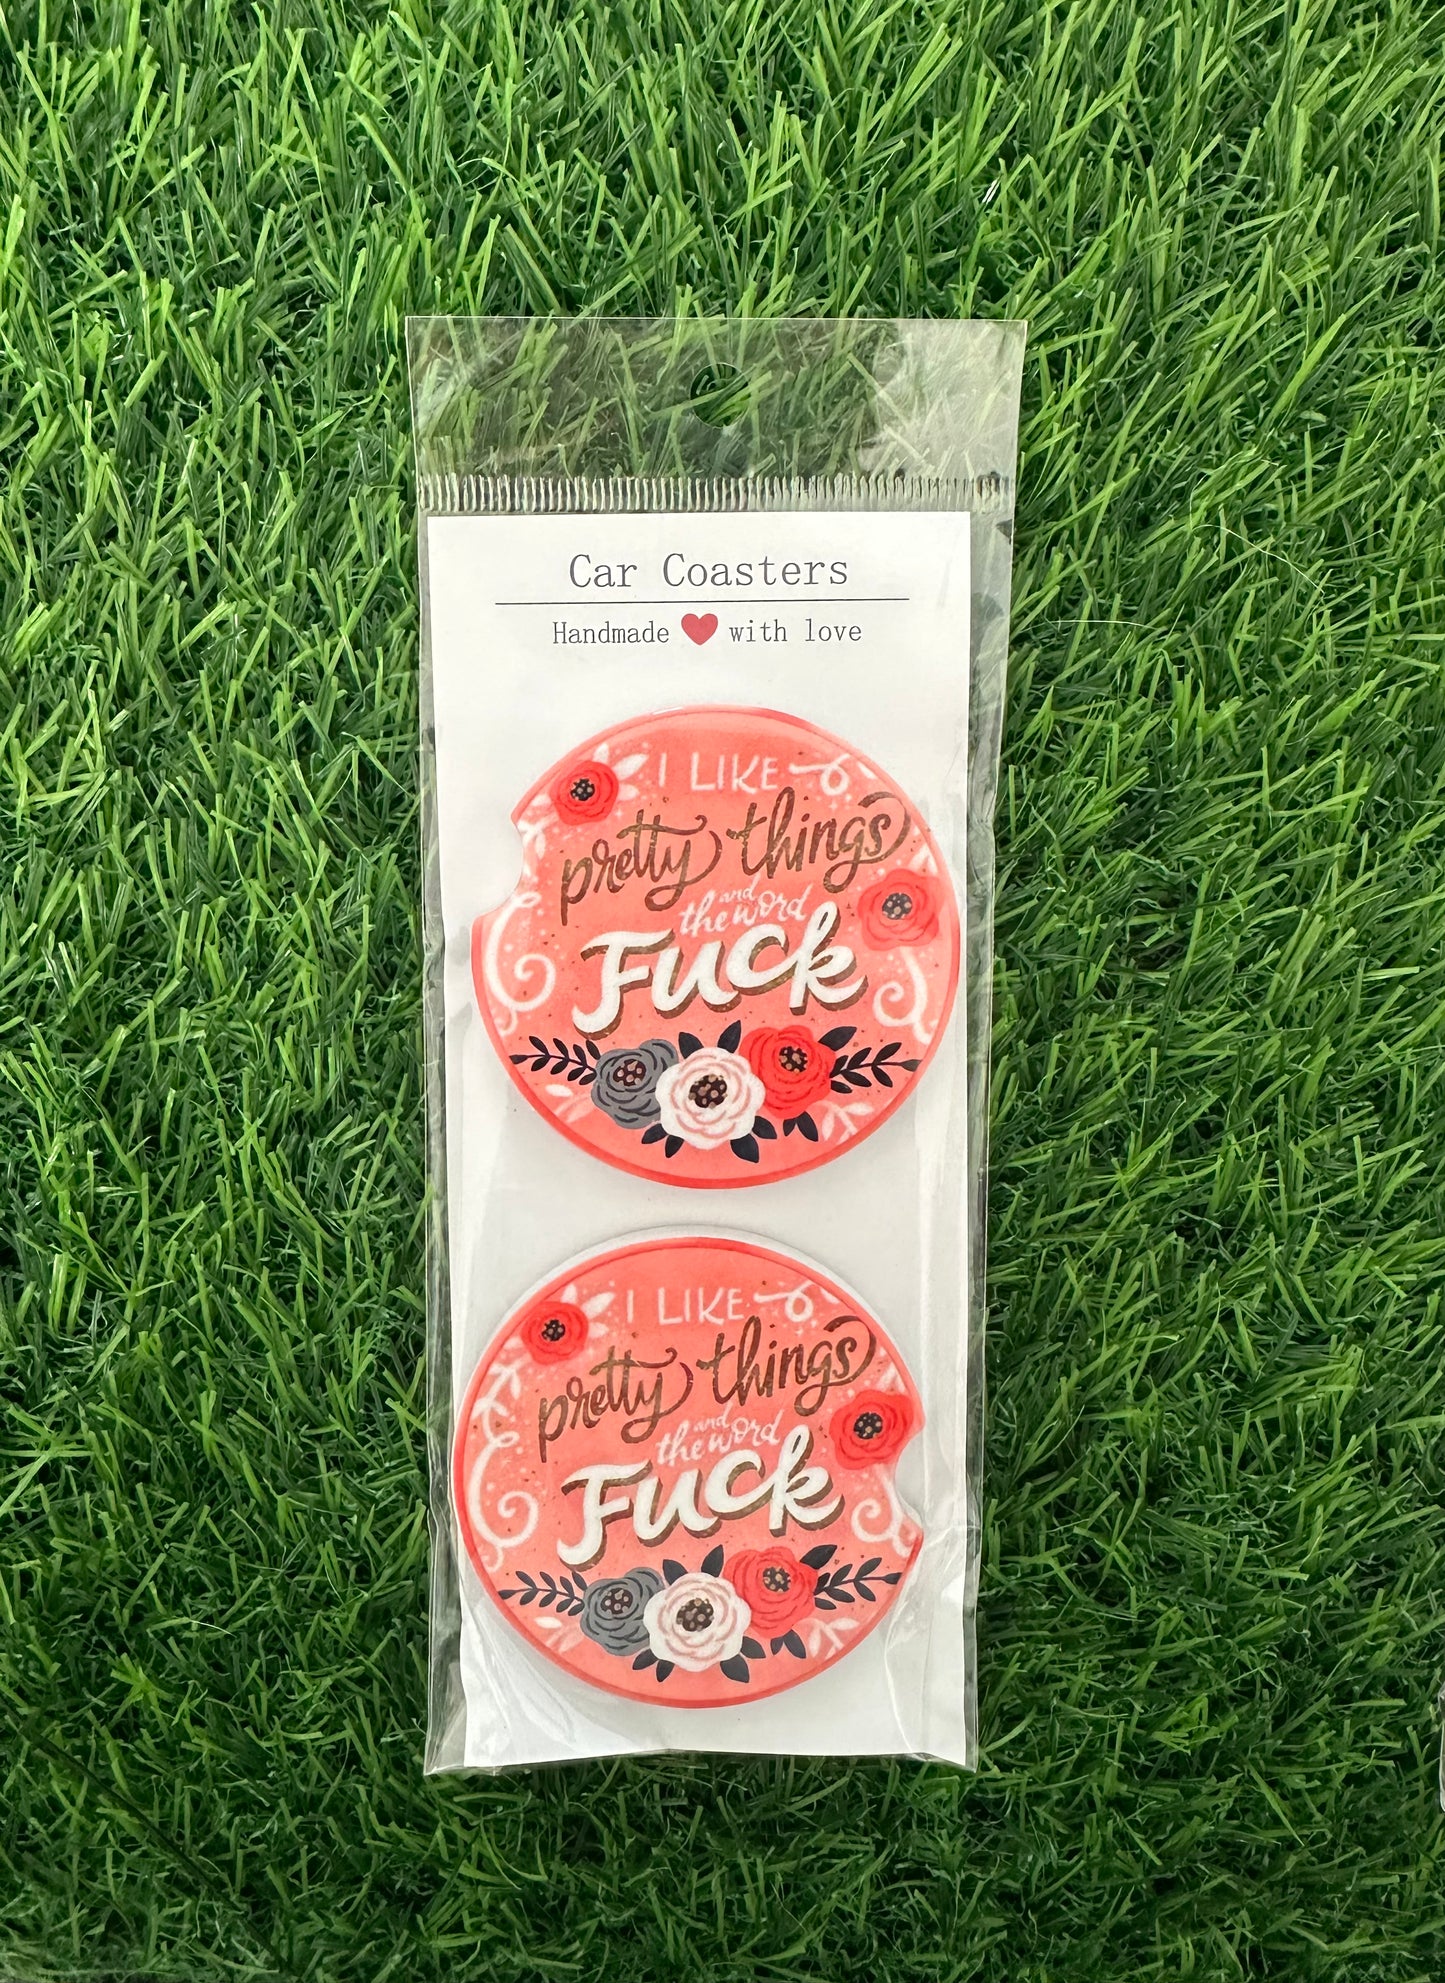 Car Coasters
Handmade with love
I LIKE
pretty things
and
the word
Fuck
I LIKE
pretty things
and
the word
Fuck